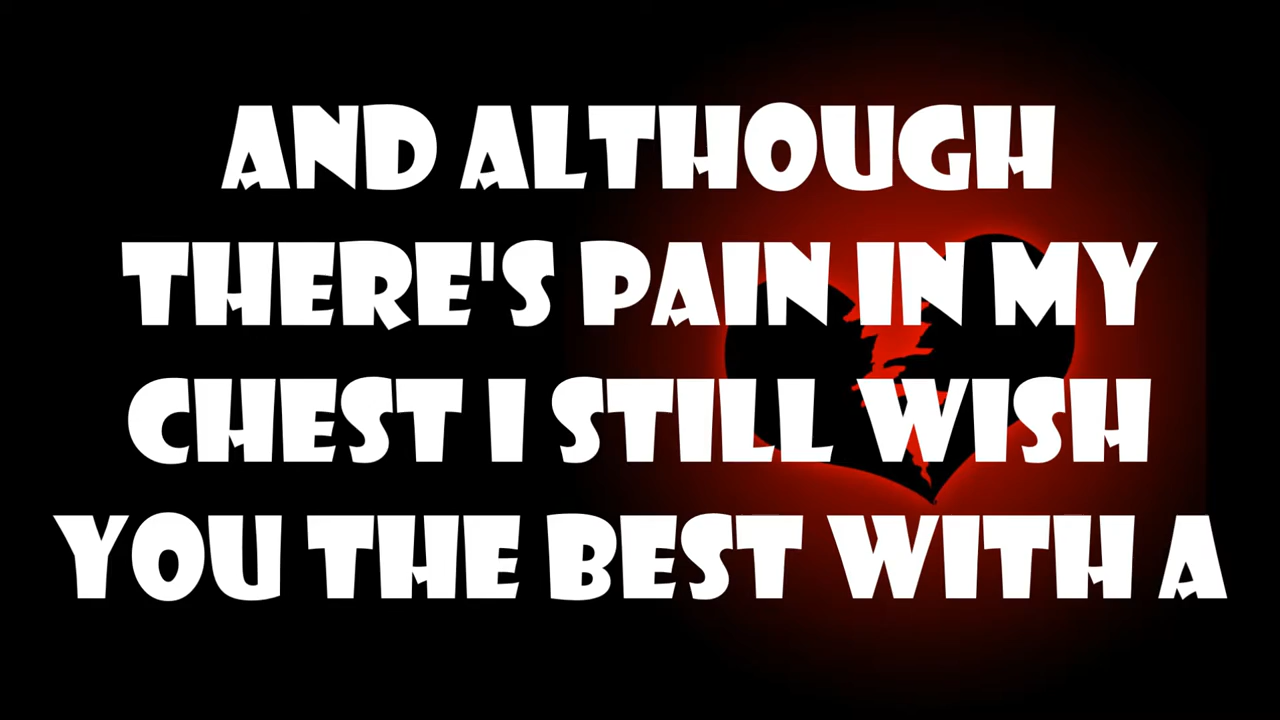 AND ALTHOUGH
THERE'S PAIN IN MY
CHEST I STILL WISH
YOU THE BEST WITH A